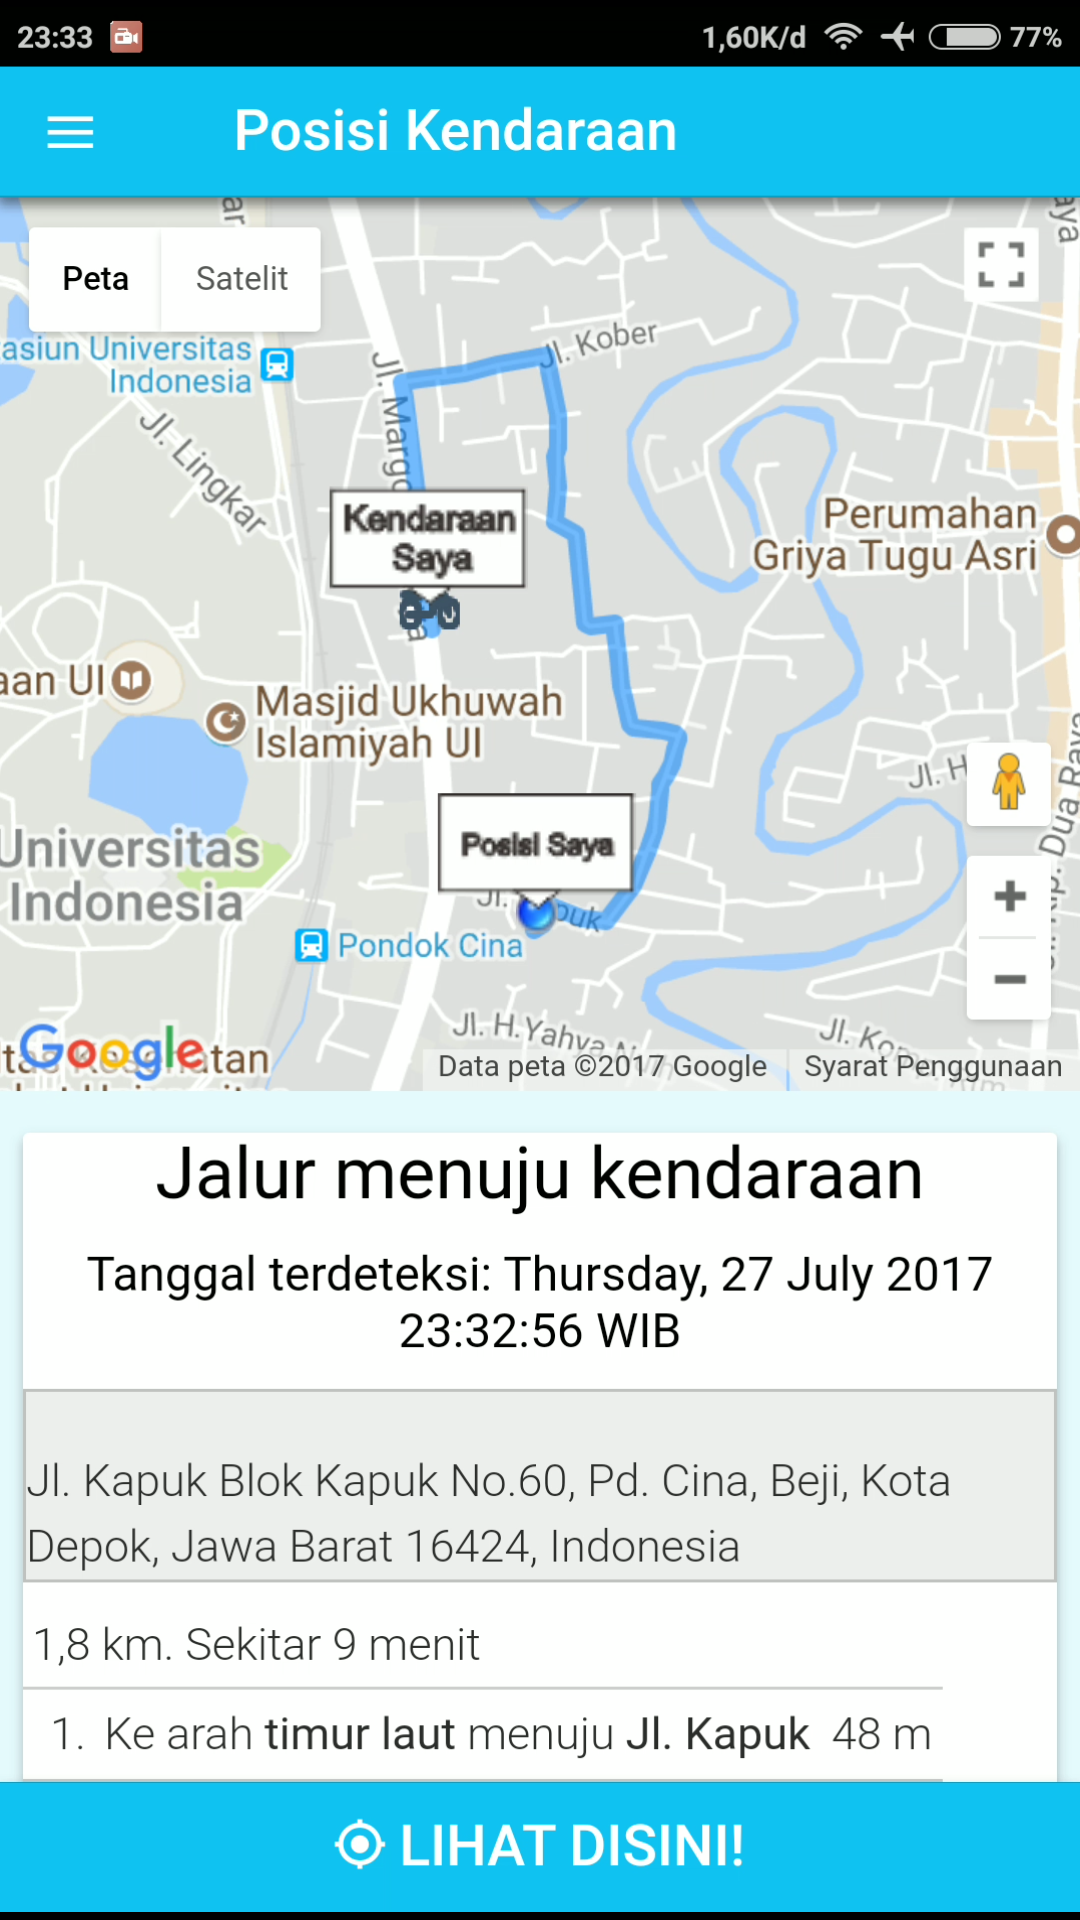 23:33
1,60K/d
77%
Posisi Kendaraan
Peta
Satelit
Jl. Kober
asiun Universitas
Indonesia
Jl. Lingkar
Kendaraan
Saya
Perumahan
Griya Tugu Asri
aan UI
Masjid Ukhuwah
Islamiyah UI
Jl. H
Dua Raya
Posisi Saya
Universitas
Indonesia
Jl.
Pondok Cina
Jl. H.Yahya
Google
Data peta ©2017 Google
Syarat Penggunaan
Jalur menuju kendaraan
Tanggal terdeteksi: Thursday, 27 July 2017
23:32:56 WIB
Jl. Kapuk Blok Kapuk No.60, Pd. Cina, Beji, Kota
Depok, Jawa Barat 16424, Indonesia
1,8 km. Sekitar 9 menit
1. Ke arah timur laut menuju Jl. Kapuk 48 m
LIHAT DISINI!